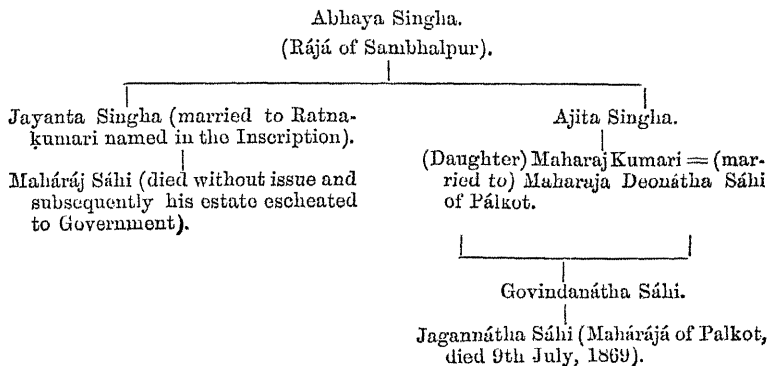 Abhaya Singha.
(Rájá of Sambhalpur).
Jayanta Singha (married to Ratna-
ḳumari named in the Inscription).
Maháráj Sáhi (died without issue and
subsequently his estate escheated
to Government).
Ajita Singha.
(Daughter) Maharaj Kumari = (mar-
ried to) Maharaja Deonátha Sáhi
of Pálkot.
Govindanátha Sáhi.
Jagannátha Sáhi (Mahárájá of Palkot,
died 9th July, 1869).